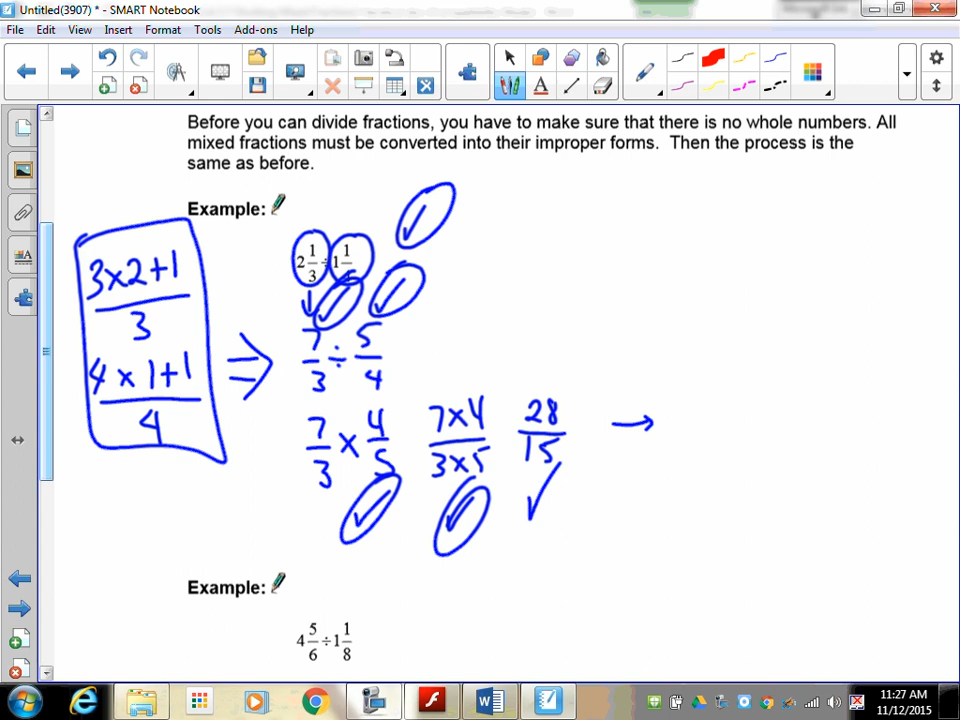 Untitled(3907) * - SMART Notebook
File Edit View Insert Format Tools Add-ons Help
Before you can divide fractions, you have to make sure that there is no whole numbers. All
mixed fractions must be converted into their improper forms. Then the process is the
same as before.
Example:
2 1/3 ÷ 1 1/
3x2+1
3
4 x 1+1
4
⇒ 7/3 ÷ 5/4
7/3 x 4/5 7x4/3x5 28/15 →
Example:
4 5/6 ÷ 1 1/8
11:27 AM
11/12/2015